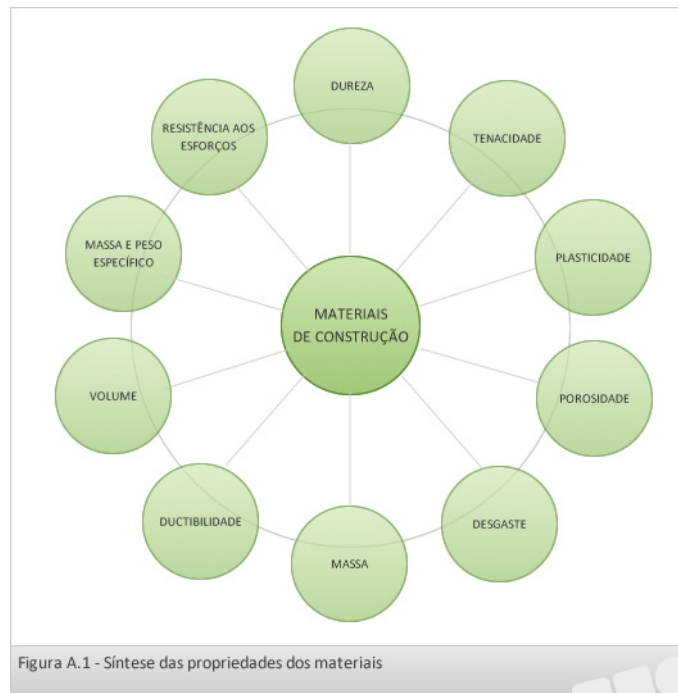 DUREZA
TENACIDADE
PLASTICIDADE
POROSIDADE
DESGASTE
MASSA
DUCTIBILIDADE
VOLUME
MASSA E PESO
ESPECÍFICO
RESISTÊNCIA AOS
ESFORÇOS
MATERIAIS
DE CONSTRUÇÃO
Figura A.1 - Síntese das propriedades dos materiais